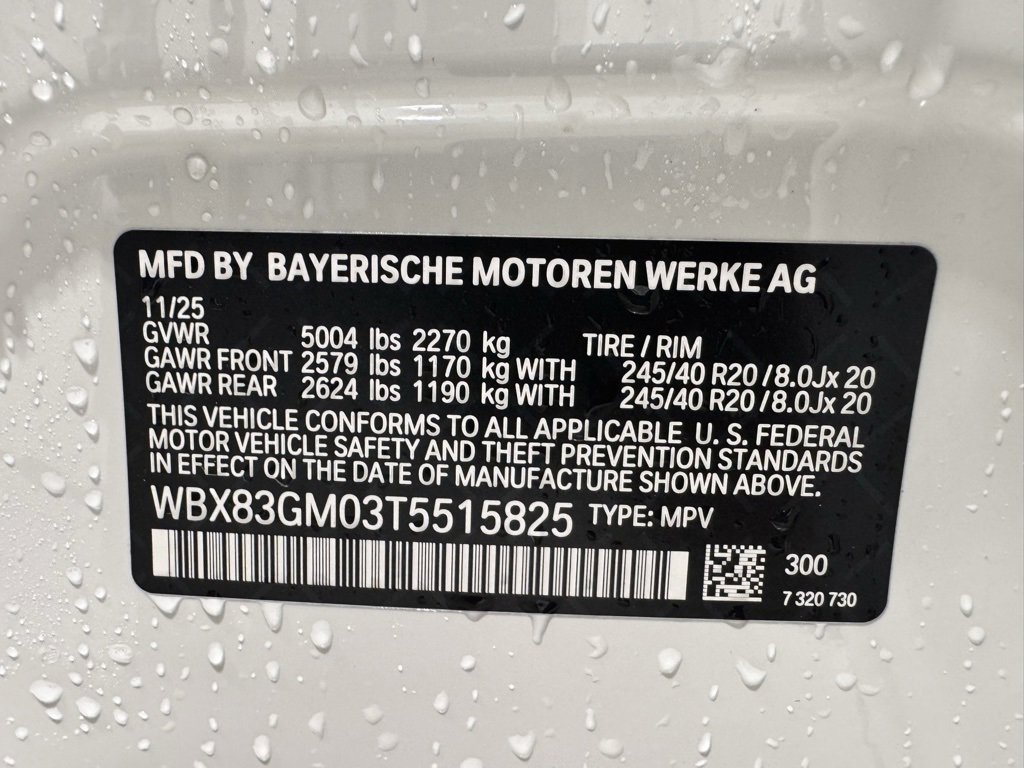 MFD BY BAYERISCHE MOTOREN WERKE AG
11/25
GVWR 5004 lbs 2270 kg TIRE / RIM
GAWR FRONT 2579 lbs 1170 kg WITH 245/40 R20 / 8.0Jx 20
GAWR REAR 2624 lbs 1190 kg WITH 245/40 R20 / 8.0Jx 20
THIS VEHICLE CONFORMS TO ALL APPLICABLE U. S. FEDERAL
MOTOR VEHICLE SAFETY AND THEFT PREVENTION STANDARDS
IN EFFECT ON THE DATE OF MANUFACTURE SHOWN ABOVE.
WBX83GM03T5515825 TYPE: MPV
300
7 320 730